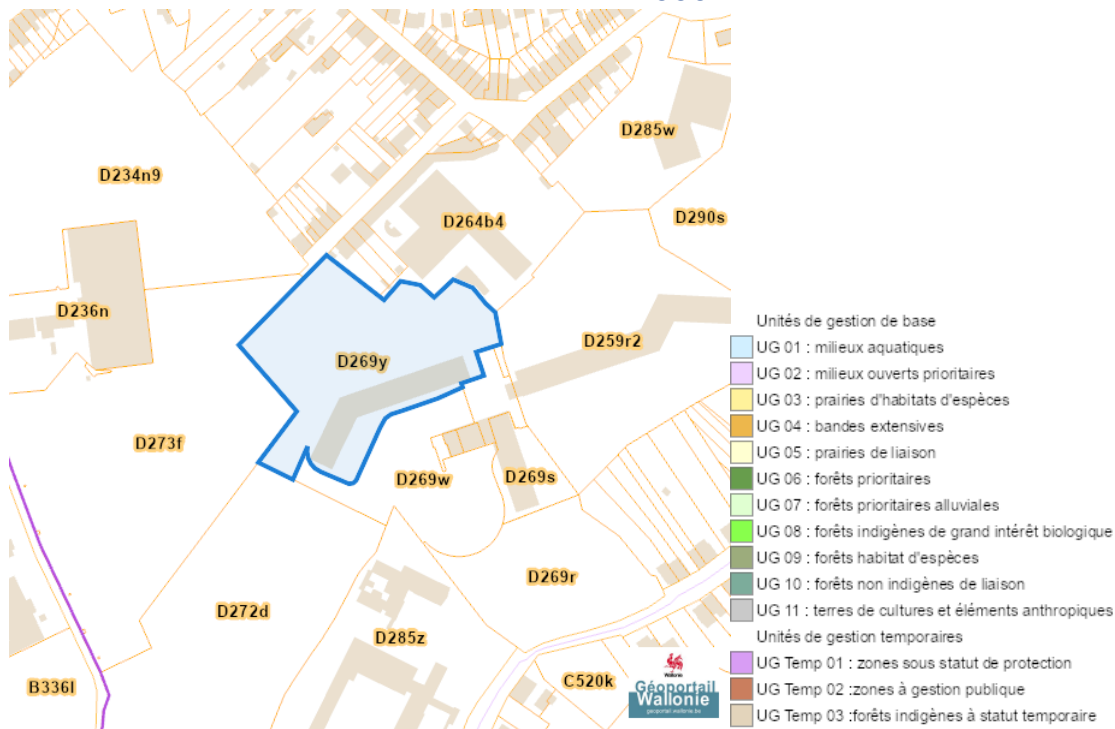 D285w
D234n9
D264b4
D290s
D236n
D259r2
D269y
D273f
D269w
D269s
D269r
D272d
D285z
B336l
C520k
Wallonie
Géoportail
Wallonie
geoportail.wallonie.be
Unités de gestion de base
UG 01 : milieux aquatiques
UG 02 : milieux ouverts prioritaires
UG 03 : prairies d'habitats d'espèces
UG 04 : bandes extensives
UG 05 : prairies de liaison
UG 06 : forêts prioritaires
UG 07 : forêts prioritaires alluviales
UG 08 : forêts indigènes de grand intérêt biologique
UG 09 : forêts habitat d'espèces
UG 10 : forêts non indigènes de liaison
UG 11 : terres de cultures et éléments anthropiques
Unités de gestion temporaires
UG Temp 01 : zones sous statut de protection
UG Temp 02 :zones à gestion publique
UG Temp 03 :forêts indigènes à statut temporaire